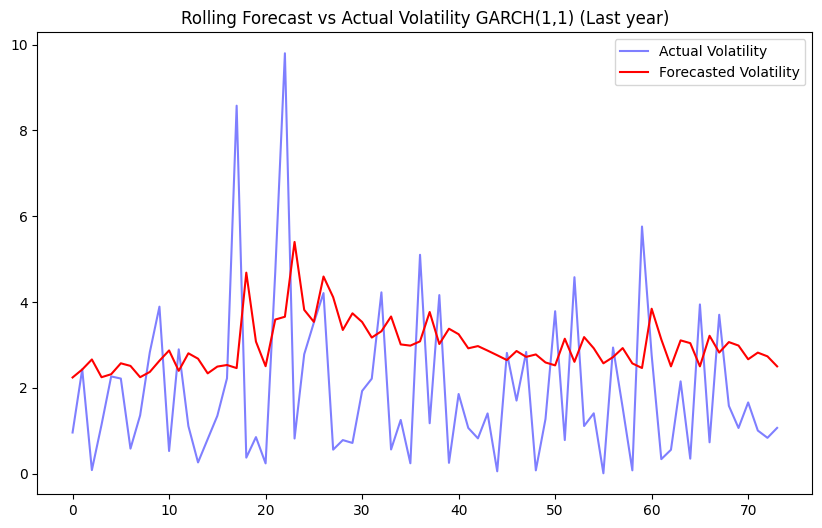 Rolling Forecast vs Actual Volatility GARCH(1,1) (Last year)
Actual Volatility
Forecasted Volatility
10
8
6
4
2
0
0 10 20 30 40 50 60 70